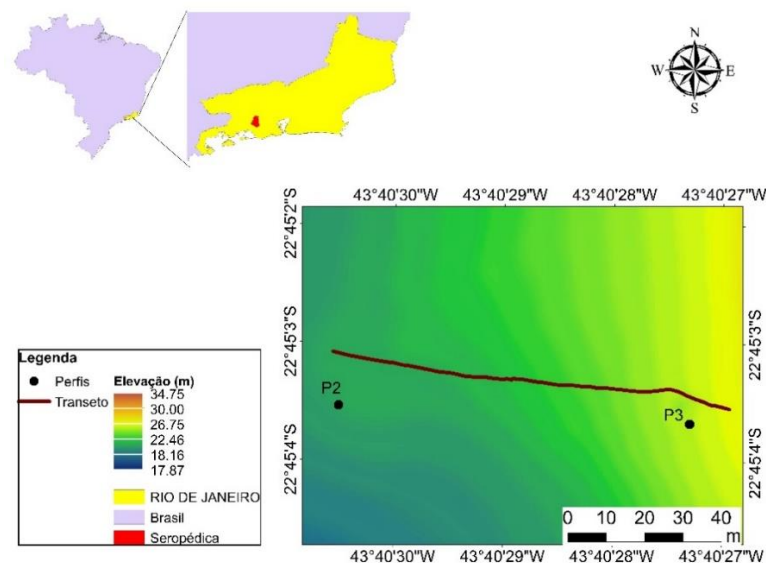 N
W E
S
43°40'30"W 43°40'29"W 43°40'28"W 43°40'27"W
22°45'2"S 22°45'2"S
22°45'3"S 22°45'3"S
22°45'4"S 22°45'4"S
P2
P3
Legenda
Perfis
Transeto
Elevação (m)
34.75
30.00
26.75
22.46
18.16
17.87
RIO DE JANEIRO
Brasil
Seropédica
0 10 20 30 40
m
43°40'30"W 43°40'29"W 43°40'28"W 43°40'27"W